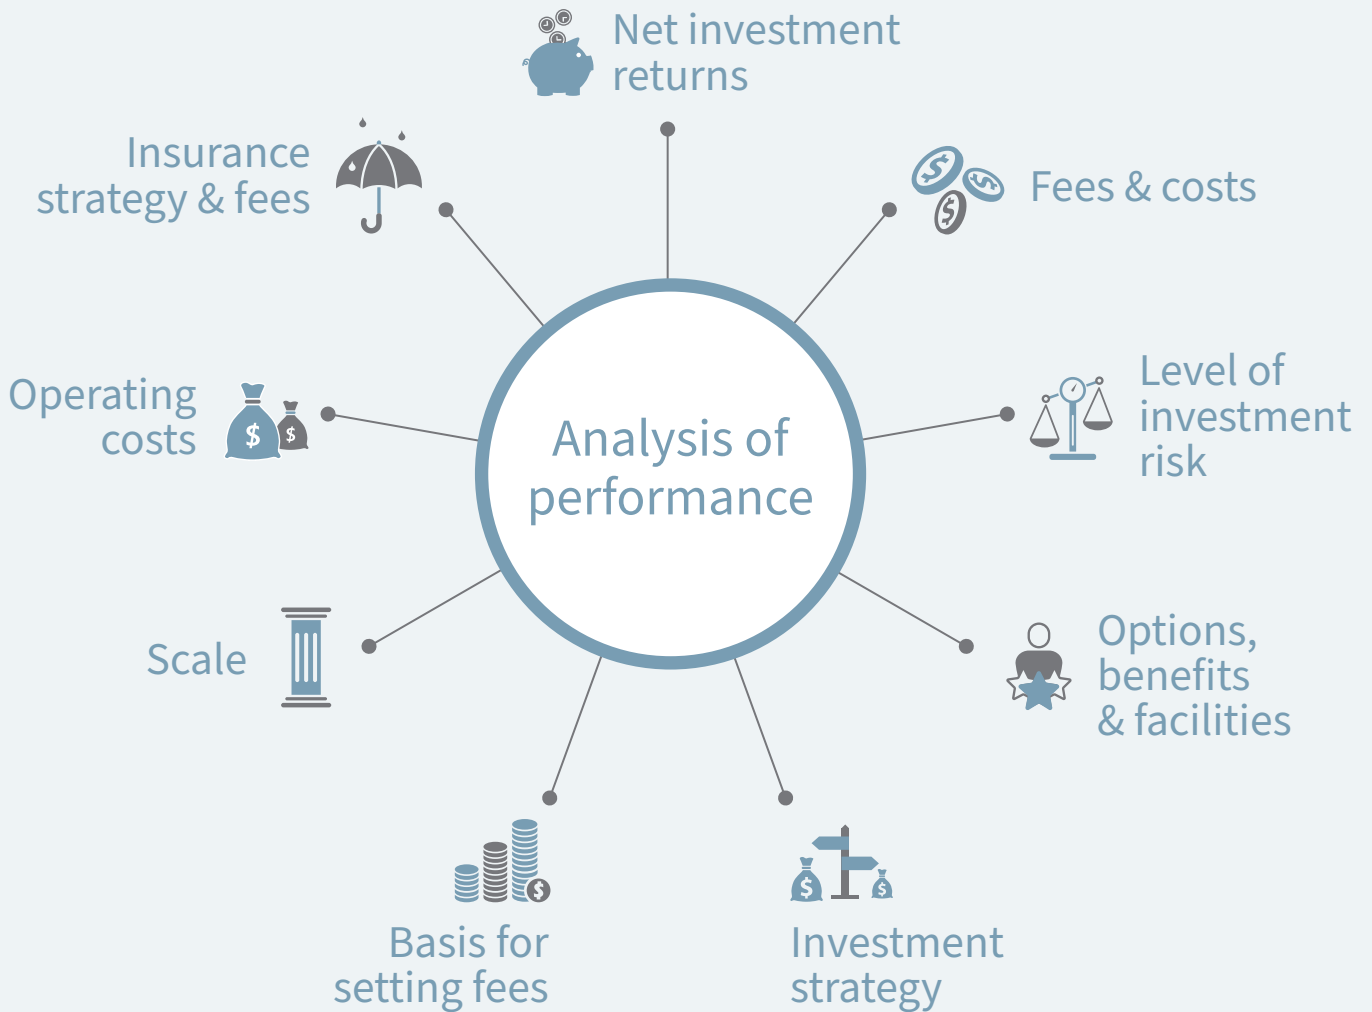 Net investment
returns
Fees & costs
Level of
investment
risk
Options,
benefits
& facilities
Investment
strategy
Basis for
setting fees
Scale
Operating
costs
Insurance
strategy & fees
Analysis of
performance